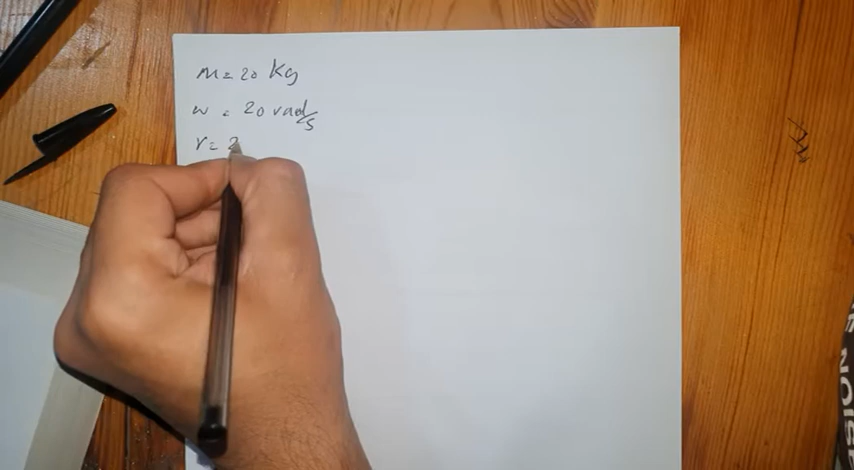 m = 20 Kg
w = 20 rad/s
r = 2